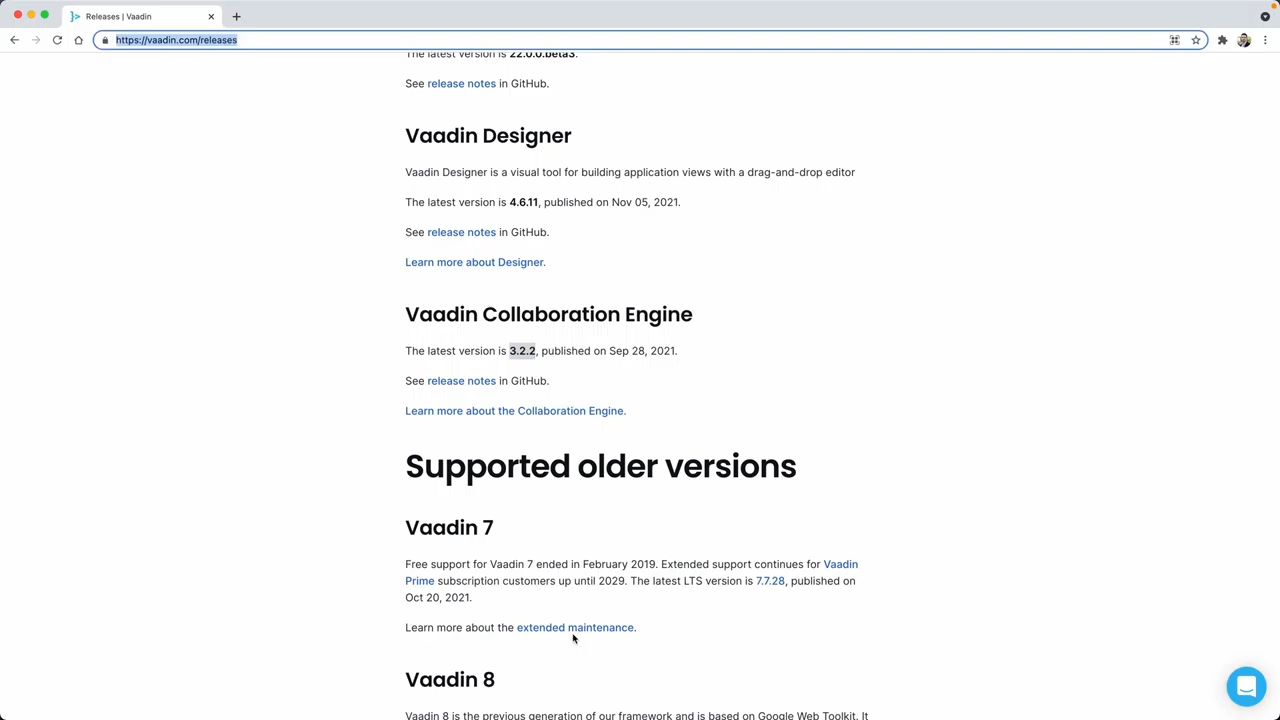 Releases | Vaadin
https://vaadin.com/releases
The latest version is 22.0.0.beta3.
See release notes in GitHub.
Vaadin Designer
Vaadin Designer is a visual tool for building application views with a drag-and-drop editor
The latest version is 4.6.11, published on Nov 05, 2021.
See release notes in GitHub.
Learn more about Designer.
Vaadin Collaboration Engine
The latest version is 3.2.2, published on Sep 28, 2021.
See release notes in GitHub.
Learn more about the Collaboration Engine.
Supported older versions
Vaadin 7
Free support for Vaadin 7 ended in February 2019. Extended support continues for Vaadin
Prime subscription customers up until 2029. The latest LTS version is 7.7.28, published on
Oct 20, 2021.
Learn more about the extended maintenance.
Vaadin 8
Vaadin 8 is the previous generation of our framework and is based on Google Web Toolkit. It